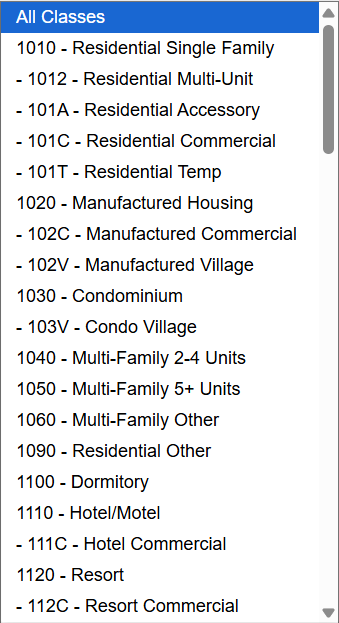 All Classes
1010 - Residential Single Family
- 1012 - Residential Multi-Unit
- 101A - Residential Accessory
- 101C - Residential Commercial
- 101T - Residential Temp
1020 - Manufactured Housing
- 102C - Manufactured Commercial
- 102V - Manufactured Village
1030 - Condominium
- 103V - Condo Village
1040 - Multi-Family 2-4 Units
1050 - Multi-Family 5+ Units
1060 - Multi-Family Other
1090 - Residential Other
1100 - Dormitory
1110 - Hotel/Motel
- 111C - Hotel Commercial
1120 - Resort
- 112C - Resort Commercial